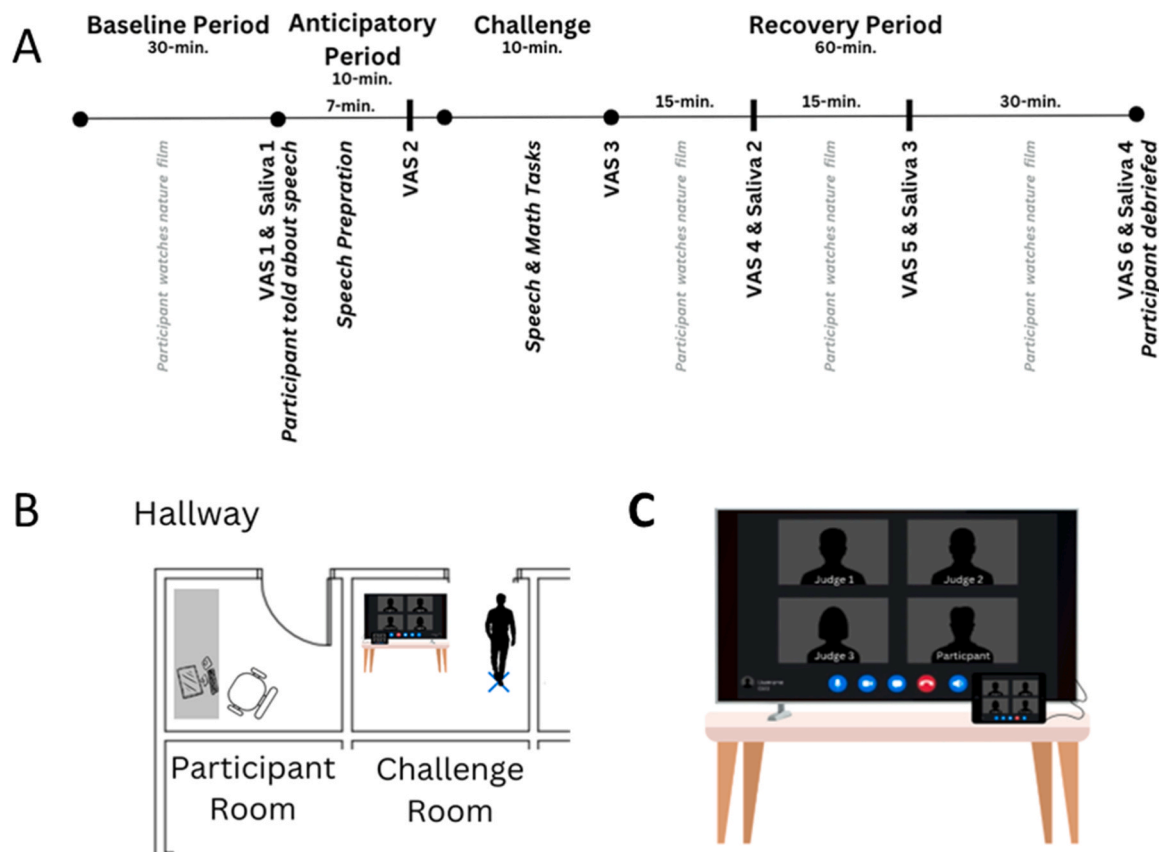 A
Baseline Period
30-min.
Anticipatory
Period
10-min.
7-min.
Challenge
10-min.
Recovery Period
60-min.
15-min.
15-min.
30-min.
Participant watches nature film
VAS 1 & Saliva 1
Participant told about speech
Speech Prepration
VAS 2
Speech & Math Tasks
VAS 3
Participant watches nature film
VAS 4 & Saliva 2
Participant watches nature film
VAS 5 & Saliva 3
Participant watches nature film
VAS 6 & Saliva 4
Participant debriefed
B
Hallway
Participant
Room
Challenge
Room
C
Judge 1
Judge 2
Judge 3
Particpant